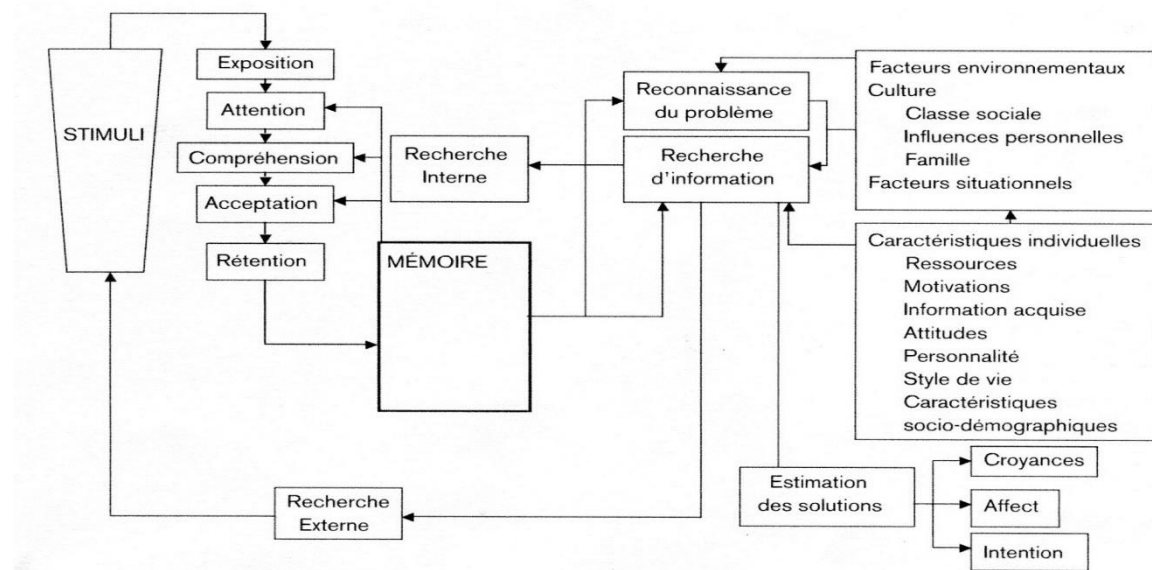 STIMULI
Exposition
Attention
Compréhension
Acceptation
Rétention
Recherche
Interne
MÉMOIRE
Recherche
Externe
Reconnaissance
du problème
Recherche
d'information
Facteurs environnementaux
Culture
Classe sociale
Influences personnelles
Famille
Facteurs situationnels
Caractéristiques individuelles
Ressources
Motivations
Information acquise
Attitudes
Personnalité
Style de vie
Caractéristiques
socio-démographiques
Estimation
des solutions
Croyances
Affect
Intention